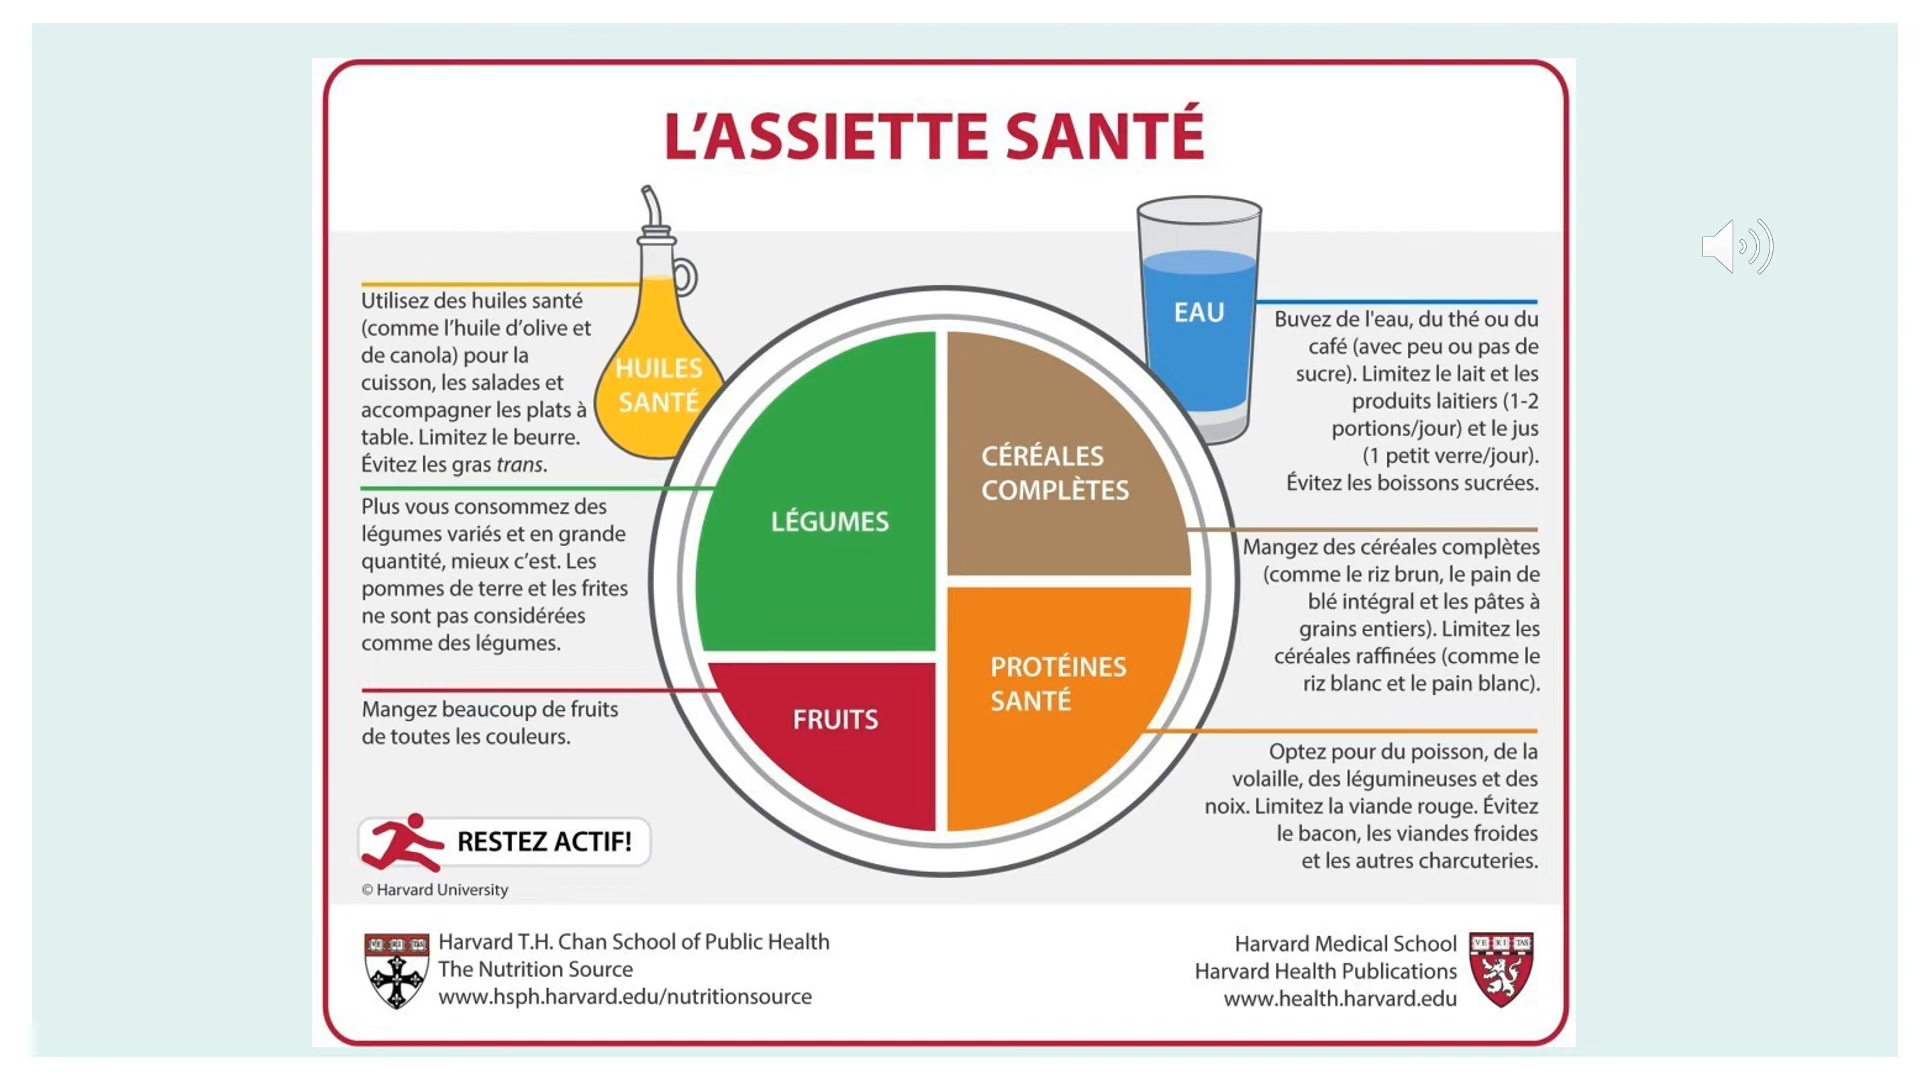 L'ASSIETTE SANTÉ
HUILES
SANTÉ
Utilisez des huiles santé
(comme l'huile d'olive et
de canola) pour la
cuisson, les salades et
accompagner les plats à
table. Limitez le beurre.
Évitez les gras trans.
Plus vous consommez des
légumes variés et en grande
quantité, mieux c'est. Les
pommes de terre et les frites
ne sont pas considérées
comme des légumes.
Mangez beaucoup de fruits
de toutes les couleurs.
LÉGUMES
FRUITS
CÉRÉALES
COMPLÈTES
PROTÉINES
SANTÉ
EAU
Buvez de l'eau, du thé ou du
café (avec peu ou pas de
sucre). Limitez le lait et les
produits laitiers (1-2
portions/jour) et le jus
(1 petit verre/jour).
Évitez les boissons sucrées.
Mangez des céréales complètes
(comme le riz brun, le pain de
blé intégral et les pâtes à
grains entiers). Limitez les
céréales raffinées (comme le
riz blanc et le pain blanc).
Optez pour du poisson, de la
volaille, des légumineuses et des
noix. Limitez la viande rouge. Évitez
le bacon, les viandes froides
et les autres charcuteries.
RESTEZ ACTIF!
© Harvard University
VE RI TAS
Harvard T.H. Chan School of Public Health
The Nutrition Source
www.hsph.harvard.edu/nutritionsource
Harvard Medical School
Harvard Health Publications
www.health.harvard.edu
VE RI TAS